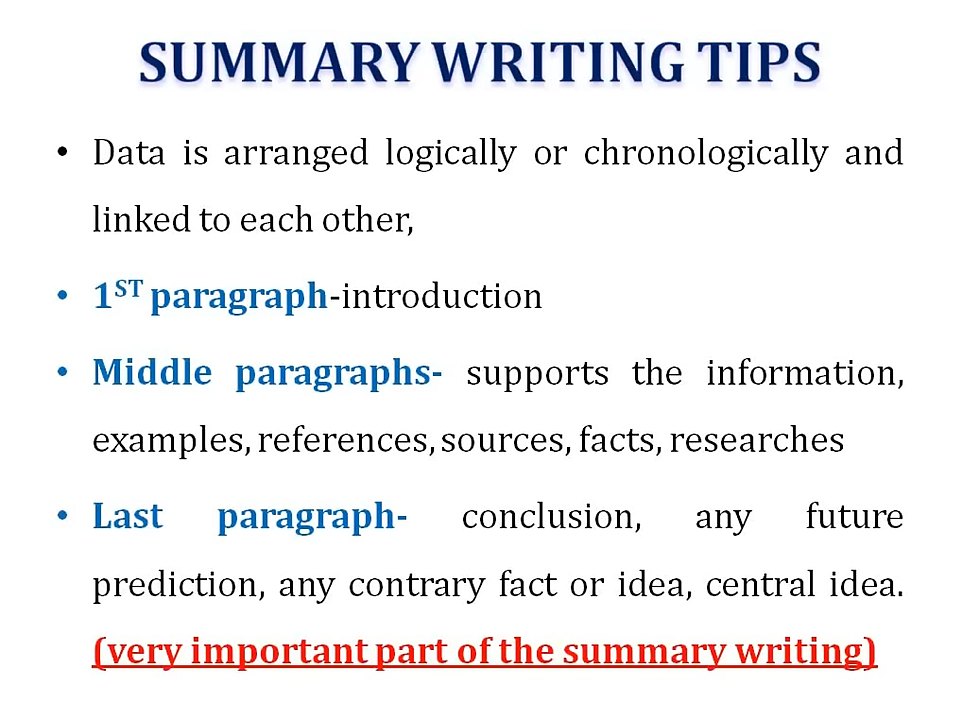 SUMMARY WRITING TIPS
• Data is arranged logically or chronologically and
linked to each other,
• 1ST paragraph-introduction
• Middle paragraphs- supports the information,
examples, references, sources, facts, researches
• Last paragraph- conclusion, any future
prediction, any contrary fact or idea, central idea.
(very important part of the summary writing)